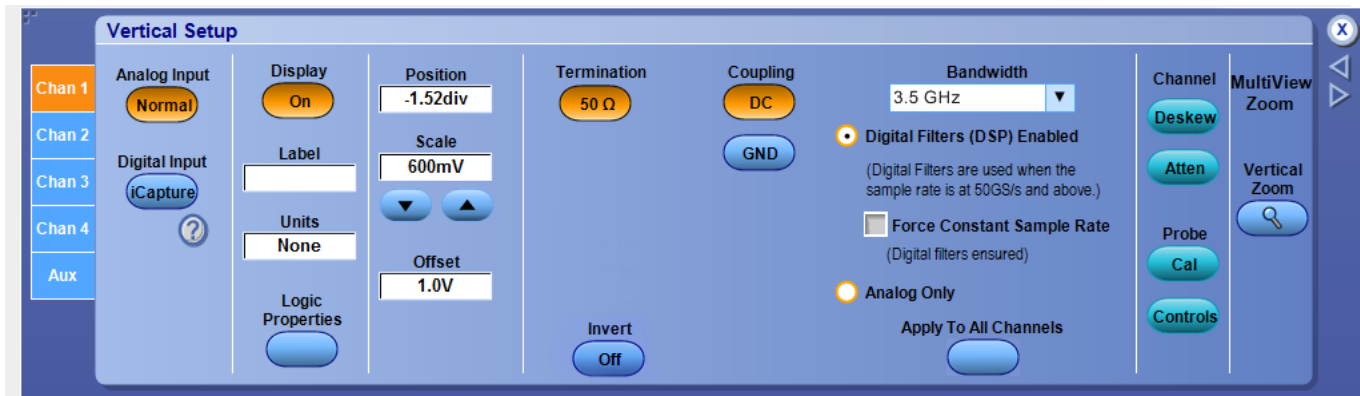 Vertical Setup
X
Chan 1
Chan 2
Chan 3
Chan 4
Aux
Analog Input
Normal
Digital Input
iCapture
?
Display
On
Label
Units
None
Logic
Properties
Position
-1.52div
Scale
600mV
Offset
1.0V
Termination
50 Ω
Invert
Off
Coupling
DC
GND
Bandwidth
3.5 GHz
Digital Filters (DSP) Enabled
(Digital Filters are used when the
sample rate is at 50GS/s and above.)
Force Constant Sample Rate
(Digital filters ensured)
Analog Only
Apply To All Channels
Channel
Deskew
Atten
Probe
Cal
Controls
MultiView
Zoom
Vertical
Zoom